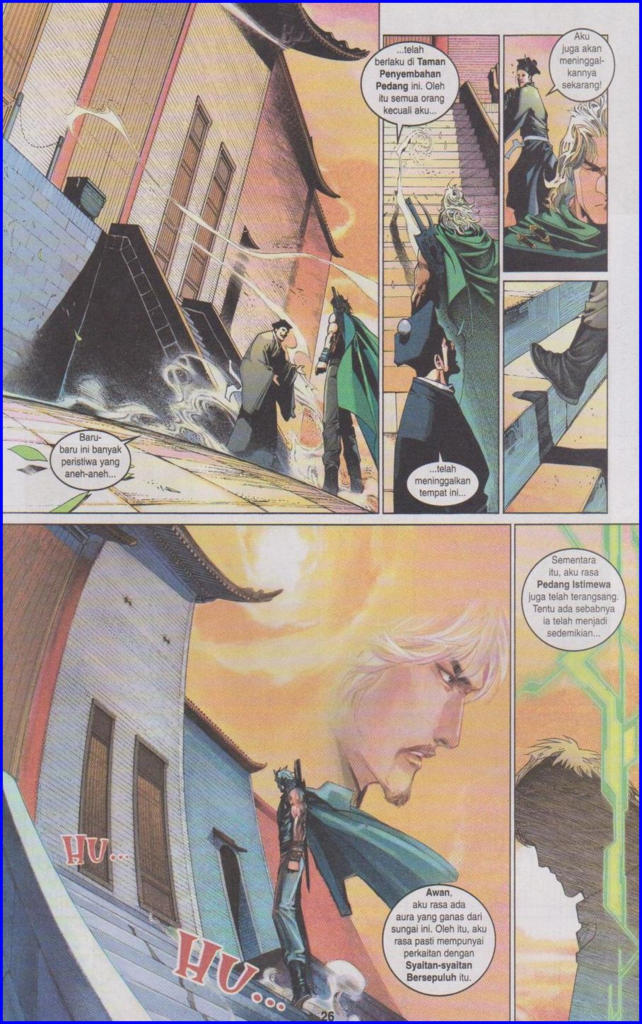 Baru-
baru ini banyak
peristiwa yang
aneh-aneh...
...telah
berlaku di Taman
Penyembahan
Pedang ini. Oleh
itu semua orang
kecuali aku...
...telah
meninggalkan
tempat ini...
Aku
juga akan
meninggal-
kannya
sekarang!
HU...
HU...
Awan,
aku rasa ada
aura yang ganas dari
sungai ini. Oleh itu, aku
rasa pasti mempunyai
perkaitan dengan
Syaitan-syaitan
Bersepuluh itu.
Sementara
itu, aku rasa
Pedang Istimewa
juga telah terangsang.
Tentu ada sebabnya
ia telah menjadi
sedemikian...
26